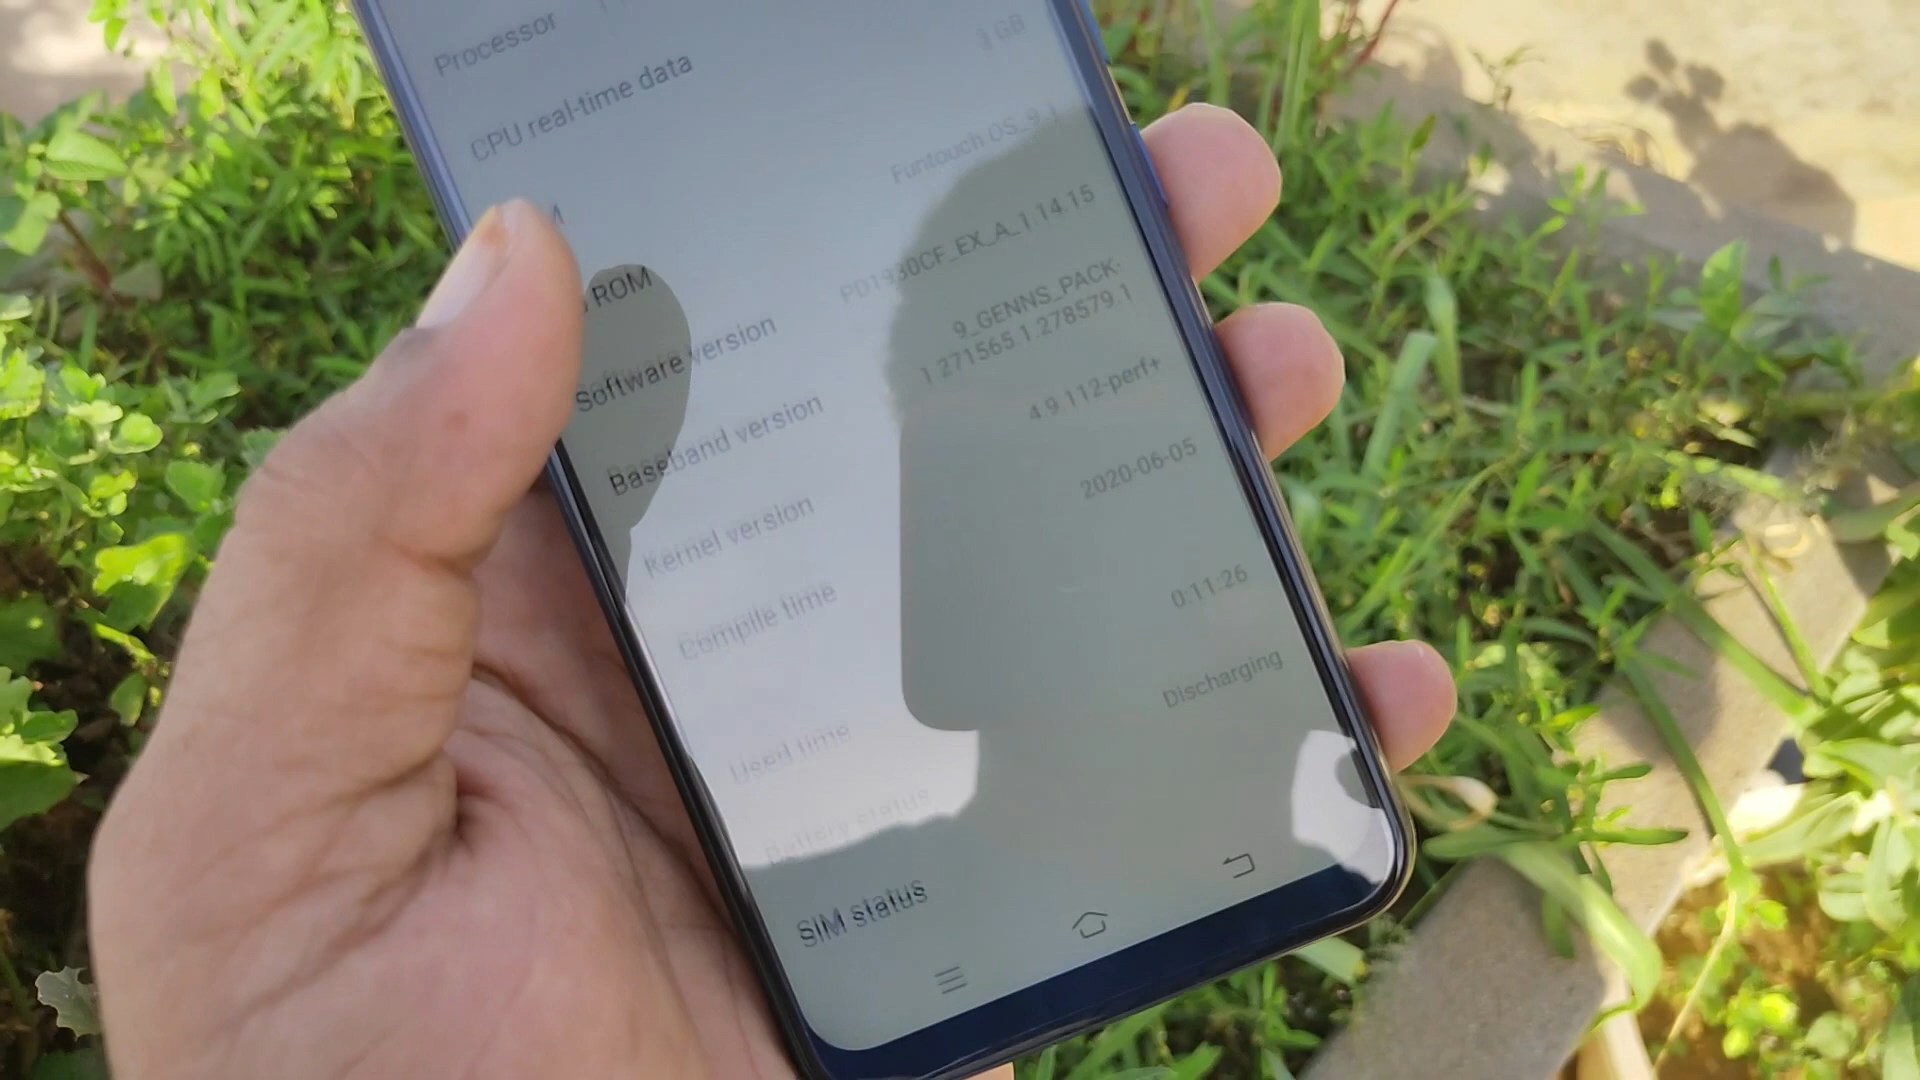 Processor
CPU real-time data
M
3 GB
ROM
Funtouch OS_9.1
Software version
PD1930CF_EX_A_1.14.15
Baseband version
9_GENNS_PACK-
1.271565.1.278579.1
Kernel version
4.9.112-perf+
Compile time
2020-06-05
Used time
0:11:26
Battery status
Discharging
SIM status